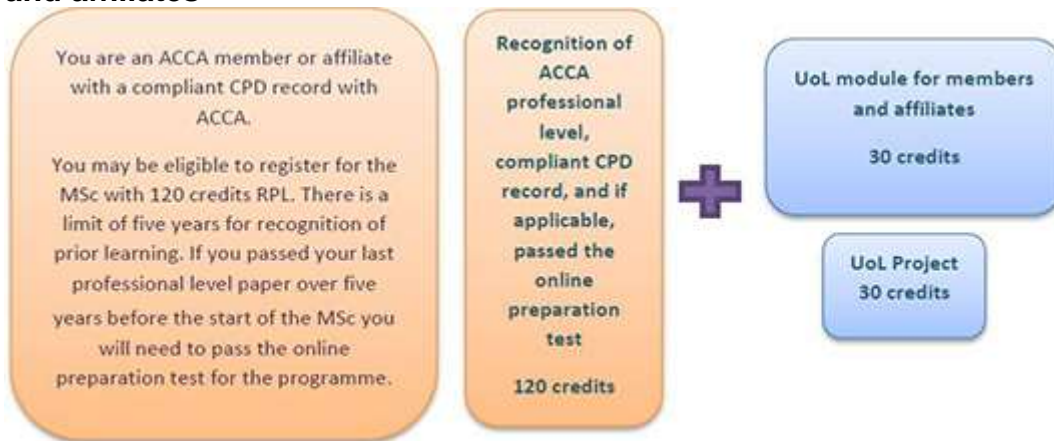 and affiliates
You are an ACCA member or affiliate
with a compliant CPD record with
ACCA.
You may be eligible to register for the
MSc with 120 credits RPL. There is a
limit of five years for recognition of
prior learning. If you passed your last
professional level paper over five
years before the start of the MSc you
will need to pass the online
preparation test for the programme.
Recognition of
ACCA
professional
level,
compliant CPD
record, and if
applicable,
passed the
online
preparation
test
120 credits
UoL module for members
and affiliates
30 credits
UoL Project
30 credits